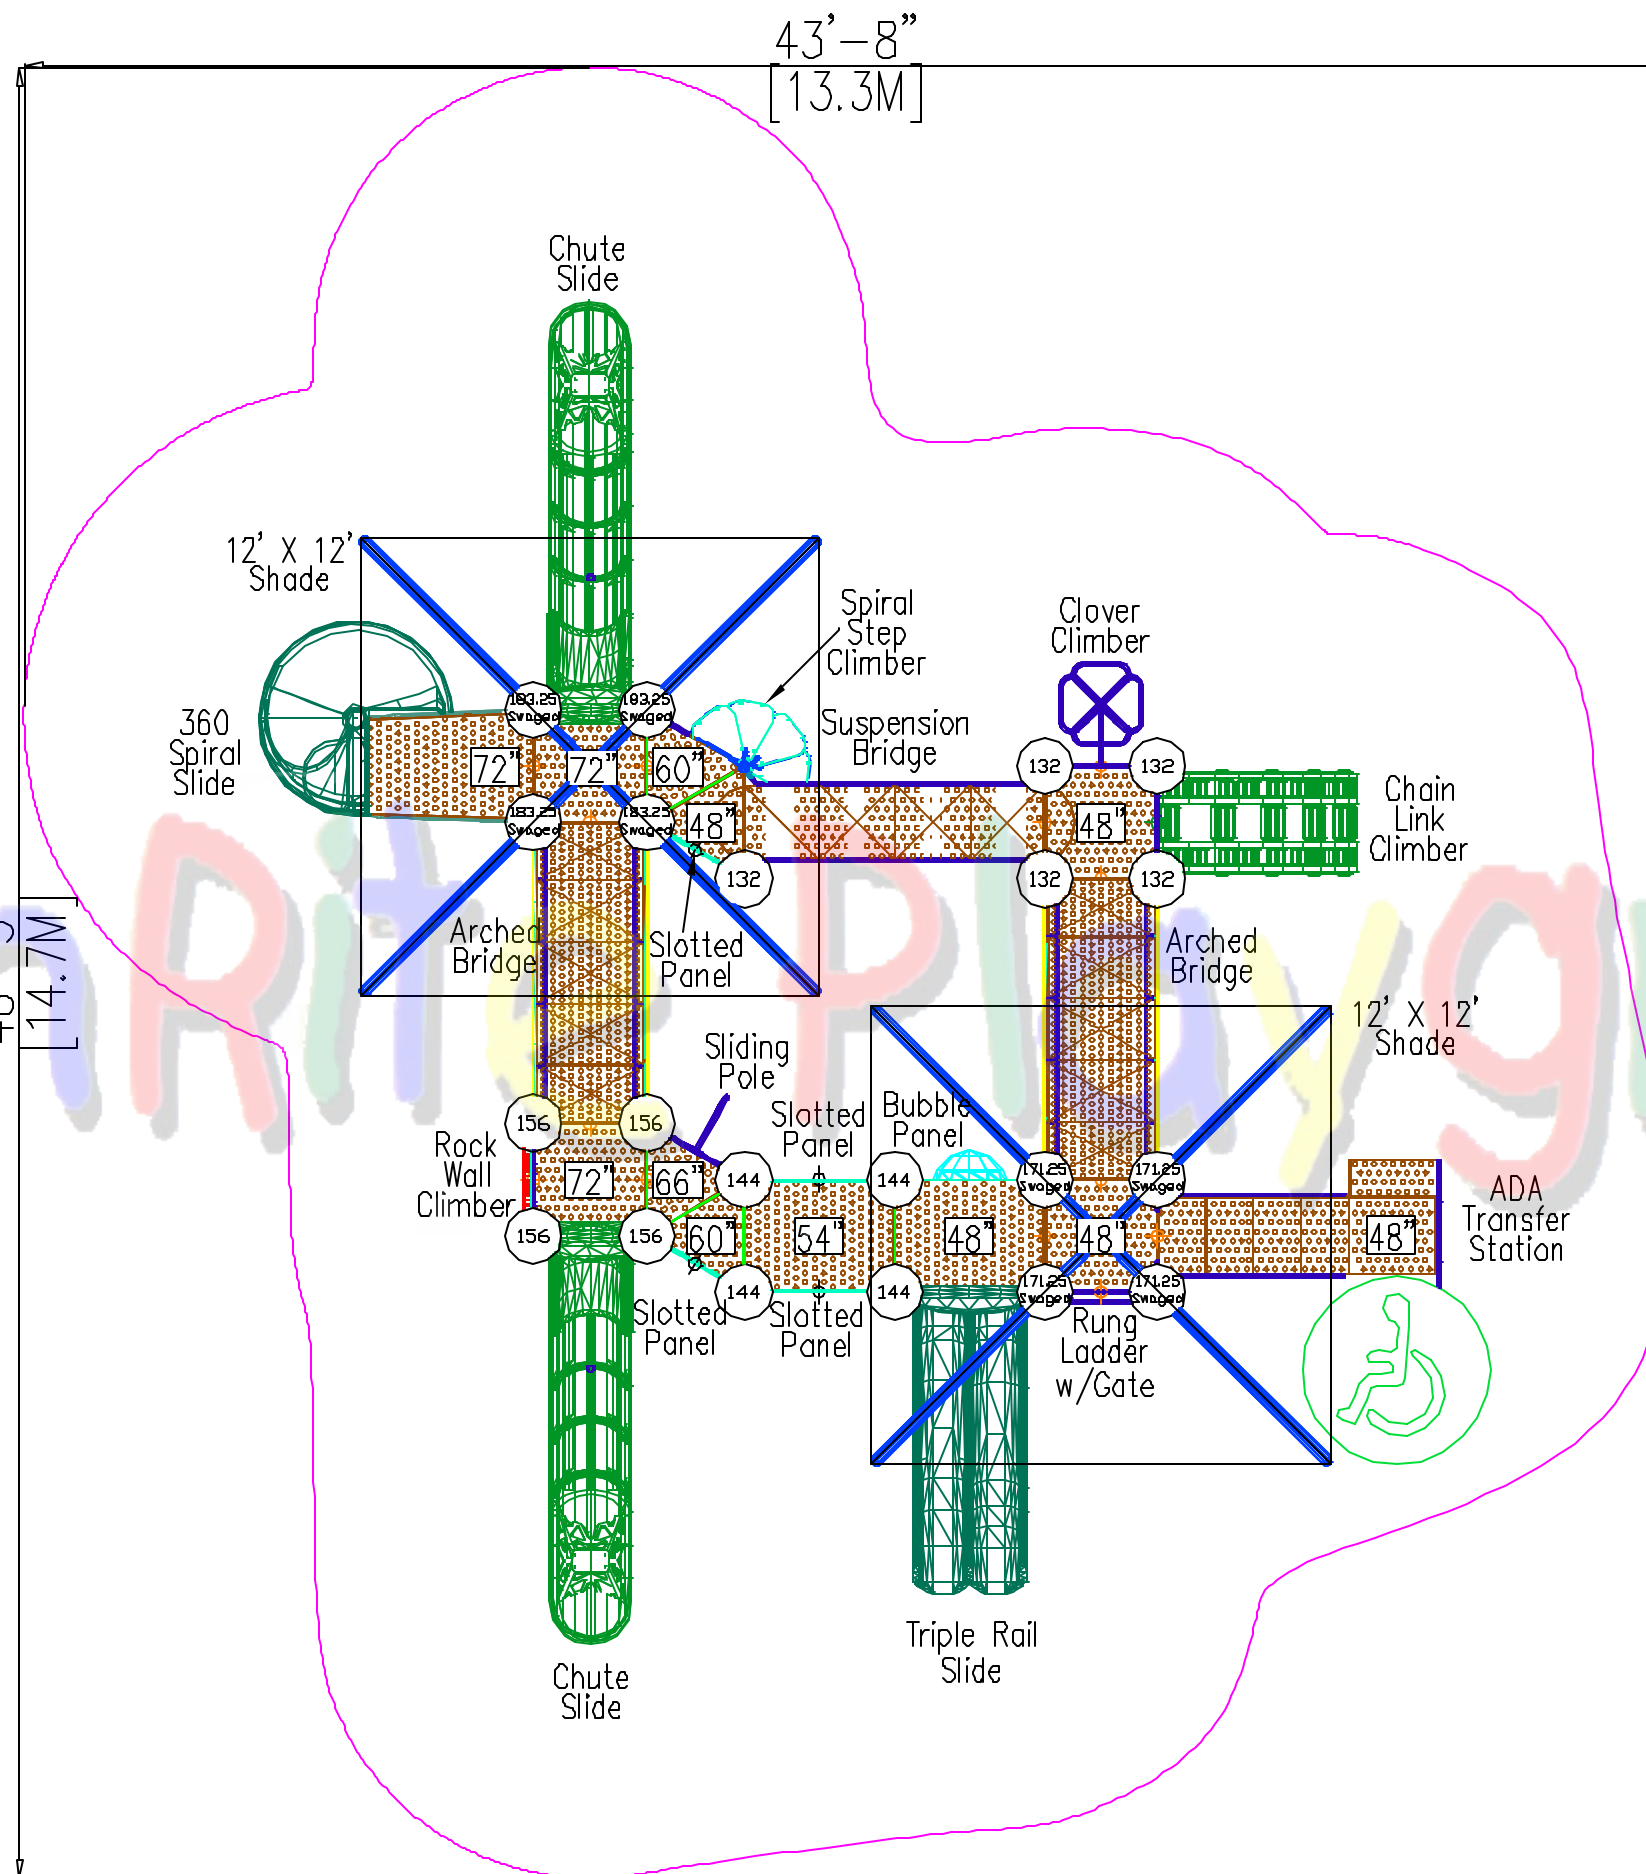 43'-8"
[13.3M]
Chute
Slide
12' X 12'
Shade
Spiral
Step
Climber
Clover
Climber
360
Spiral
Slide
183.25
Swaged
183.25
Swaged
Suspension
Bridge
72"
72"
60"
132
132
Chain
Link
Climber
183.25
Swaged
183.25
Swaged
48"
48"
132
132
132
Arched
Bridge
Slotted
Panel
Arched
Bridge
[14.7M]
12' X 12'
Shade
Sliding
Pole
Slotted
Panel
Bubble
Panel
156
156
Rock
Wall
Climber
72"
66"
144
144
171.25
Swaged
171.25
Swaged
ADA
Transfer
Station
156
156
60"
54"
48"
48"
48"
144
144
171.25
Swaged
171.25
Swaged
Slotted
Panel
Slotted
Panel
Rung
Ladder
w/Gate
Triple Rail
Slide
Chute
Slide